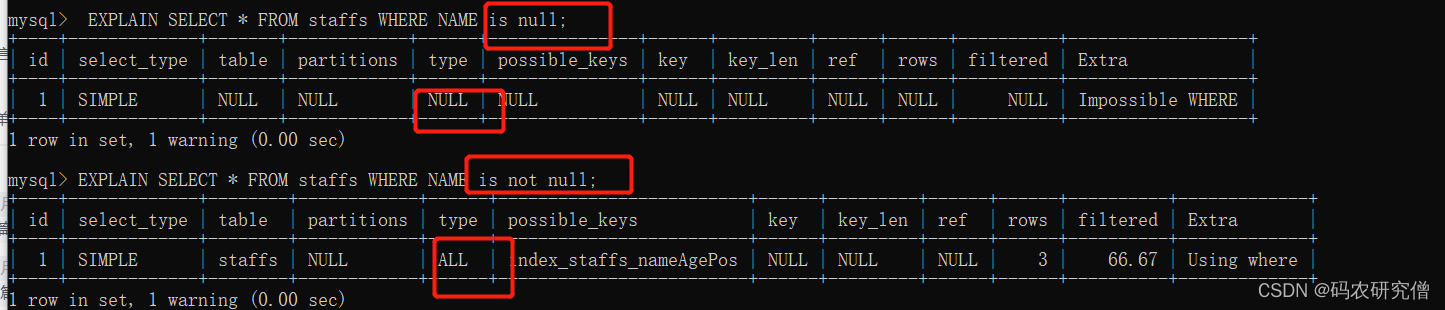 mysql>  EXPLAIN SELECT * FROM staffs WHERE NAME is null;
| id | select_type | table | partitions | type | possible_keys | key | key_len | ref | rows | filtered | Extra |
| 1 | SIMPLE | NULL | NULL | NULL | NULL | NULL | NULL | NULL | NULL | NULL | Impossible WHERE |
1 row in set, 1 warning (0.00 sec)
mysql> EXPLAIN SELECT * FROM staffs WHERE NAME is not null;
| id | select_type | table | partitions | type | possible_keys | key | key_len | ref | rows | filtered | Extra |
| 1 | SIMPLE | staffs | NULL | ALL | index_staffs_nameAgePos | NULL | NULL | NULL | 3 | 66.67 | Using where |
1 row in set, 1 warning (0.00 sec)
CSDN @码农研究僧